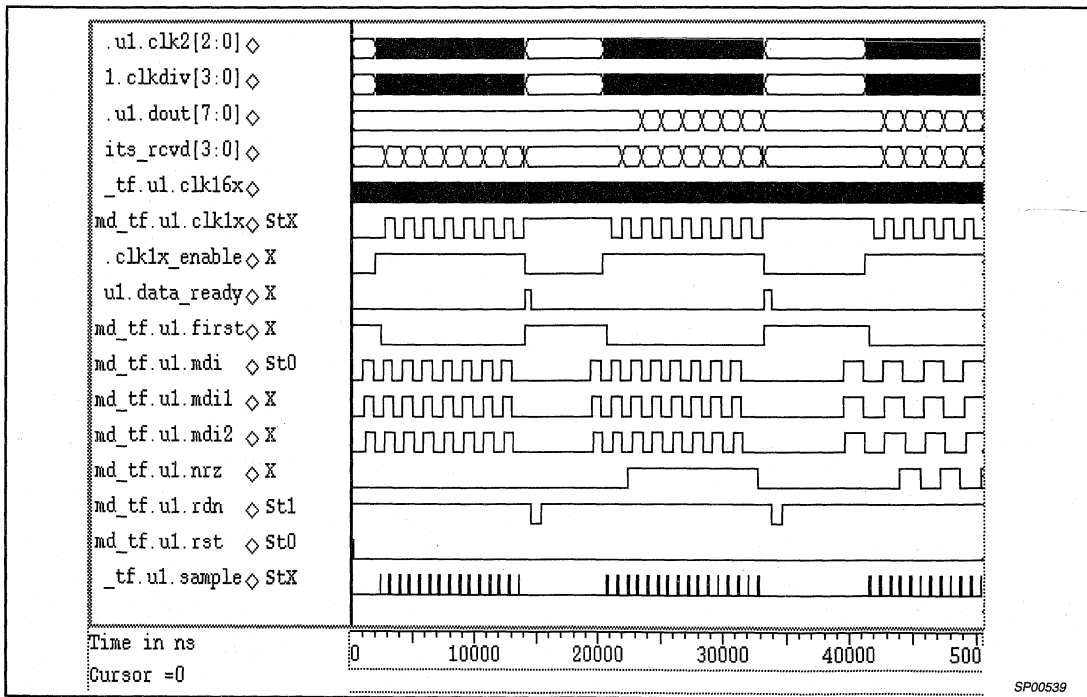 .u1.clk2[2:0]
1.clkdiv[3:0]
.u1.dout[7:0]
its_rcvd[3:0]
_tf.u1.clk16x
md_tf.u1.clk1x StX
.clk1x_enable X
u1.data_ready X
md_tf.u1.first X
md_tf.u1.mdi St0
md_tf.u1.mdi1 X
md_tf.u1.mdi2 X
md_tf.u1.nrz X
md_tf.u1.rdn St1
md_tf.u1.rst St0
_tf.u1.sample StX
Time in ns
0 10000 20000 30000 40000 500
Cursor =0
SP00539